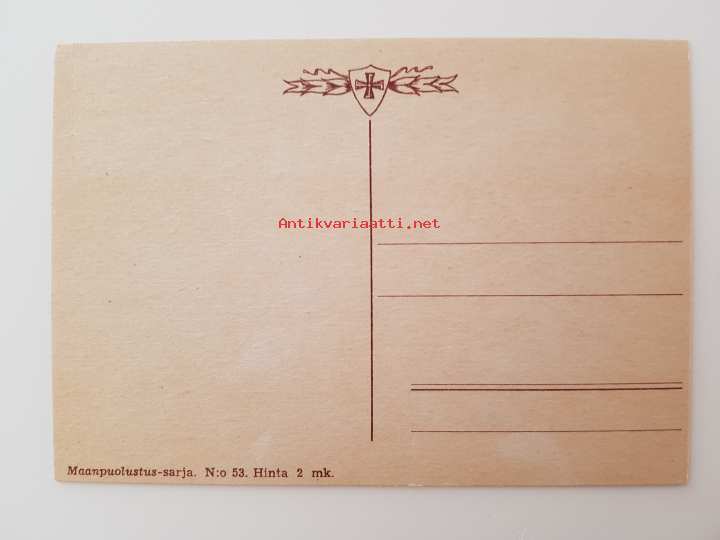 Antikvariaatti.net
Maanpuolustus-sarja. N:o 53. Hinta 2 mk.